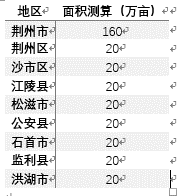 地区 面积测算（万亩）
荆州市 160
荆州区 20
沙市区 20
江陵县 20
松滋市 20
公安县 20
石首市 20
监利县 20
洪湖市 20